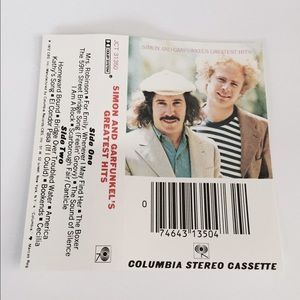 SIMON AND GARFUNKEL'S GREATEST HITS
JCT 31350
SIMON AND GARFUNKEL'S
GREATEST HITS
Side One
Mrs. Robinson • For Emily, Whenever I May Find Her • The Boxer
The 59th Street Bridge Song (Feelin' Groovy) • The Sound of Silence
I Am A Rock • Scarborough Fair/Canticle
Side Two
Homeward Bound • Bridge Over Troubled Water • America
Kathy's Song • El Condor Pasa (If I Could) • Bookends • Cecilia
0
74643 13504
COLUMBIA STEREO CASSETTE